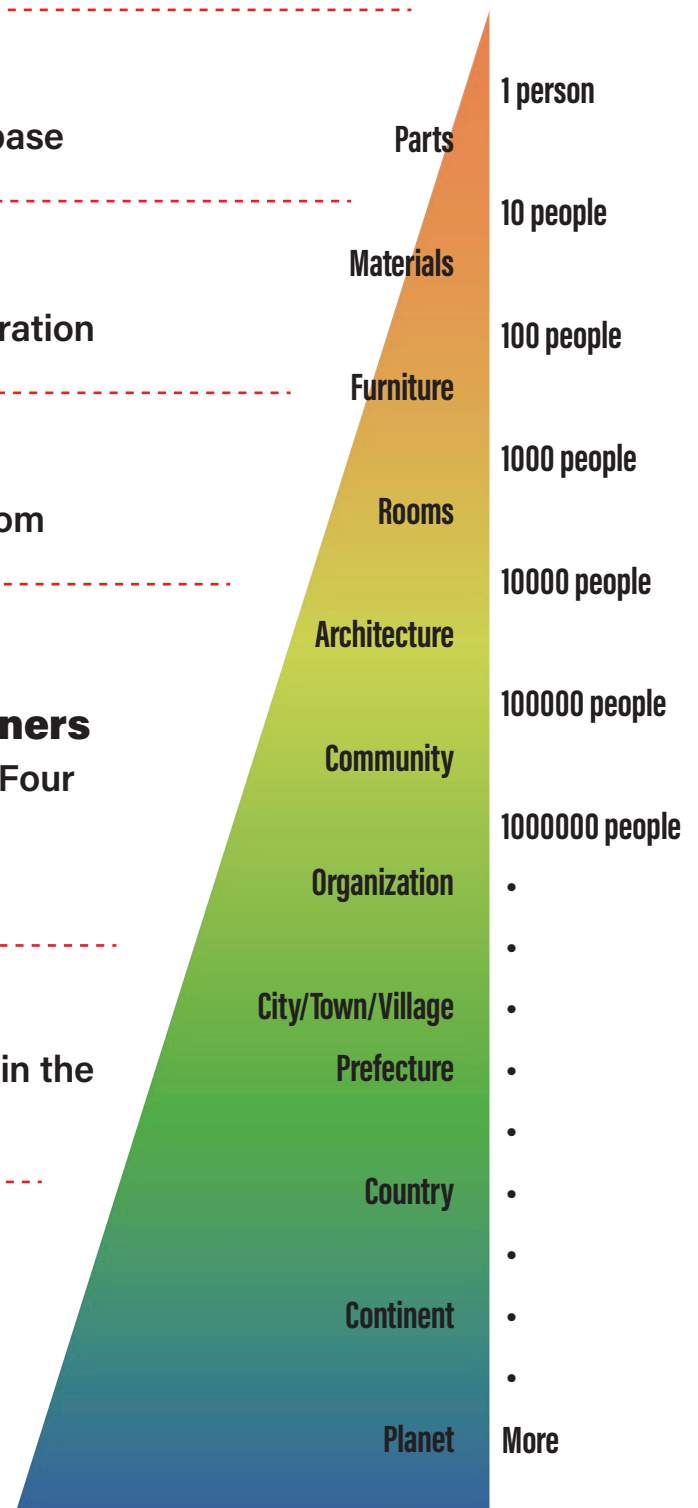 1 person
base
Parts
10 people
Materials
ration
100 people
Furniture
1000 people
om
Rooms
10000 people
Architecture
100000 people
ners
Four
Community
1000000 people
Organization
City/Town/Village
in the
Prefecture
Country
Continent
Planet
More